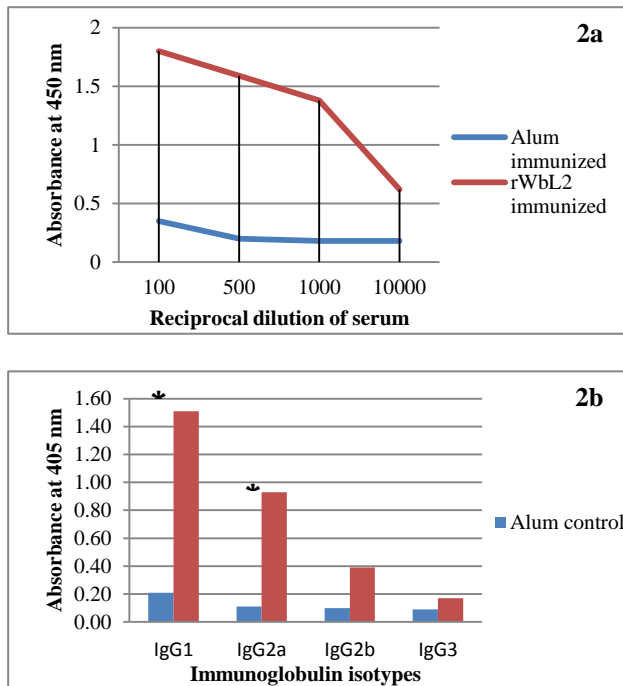 2a
2
1.5
1
0.5
0
Absorbance at 450 nm
100 500 1000 10000
Reciprocal dilution of serum
Alum
immunized
rWbL2
immunized
2b
1.60
1.40
1.20
1.00
0.80
0.60
0.40
0.20
0.00
Absorbance at 405 nm
*
*
IgG1 IgG2a IgG2b IgG3
Immunoglobulin isotypes
Alum control